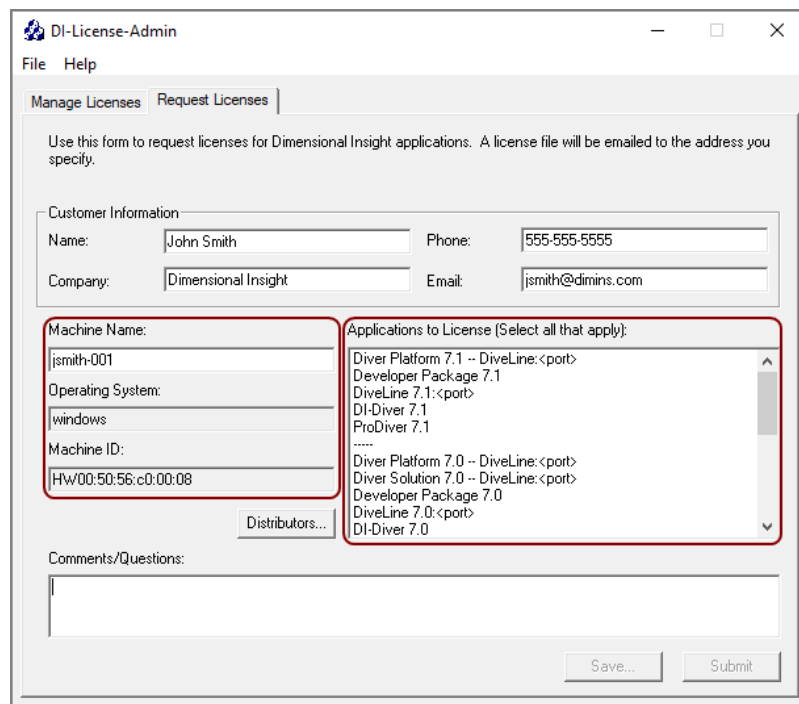 DI-License-Admin
File Help
Manage Licenses Request Licenses
Use this form to request licenses for Dimensional Insight applications. A license file will be emailed to the address you
specify.
Customer Information
Name: John Smith Phone: 555-555-5555
Company: Dimensional Insight Email: jsmith@dimins.com
Machine Name:
jsmith-001
Operating System:
windows
Machine ID:
HW00:50:56:c0:00:08
Distributors...
Applications to License (Select all that apply):
Diver Platform 7.1 -- DiveLine:<port>
Developer Package 7.1
DiveLine 7.1:<port>
DI-Diver 7.1
ProDiver 7.1
-----
Diver Platform 7.0 -- DiveLine:<port>
Diver Solution 7.0 -- DiveLine:<port>
Developer Package 7.0
DiveLine 7.0:<port>
DI-Diver 7.0
Comments/Questions:
Save... Submit